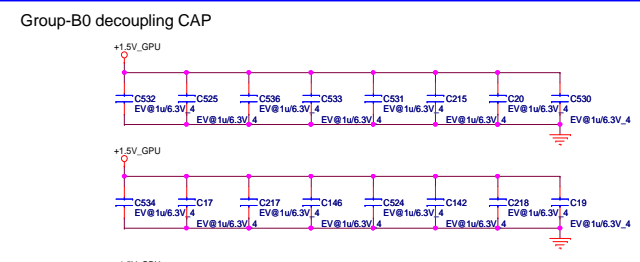 Group-B0 decoupling CAP
+1.5V_GPU
C532 C525 C536 C533 C531 C215 C20 C530
EV@1u/6.3V_4 EV@1u/6.3V_4 EV@1u/6.3V_4 EV@1u/6.3V_4
EV@1u/6.3V_4 EV@1u/6.3V_4 EV@1u/6.3V_4 EV@1u/6.3V_4
+1.5V_GPU
C534 C17 C217 C146 C524 C142 C218 C19
EV@1u/6.3V_4 EV@1u/6.3V_4 EV@1u/6.3V_4 EV@1u/6.3V_4
EV@1u/6.3V_4 EV@1u/6.3V_4 EV@1u/6.3V_4 EV@1u/6.3V_4